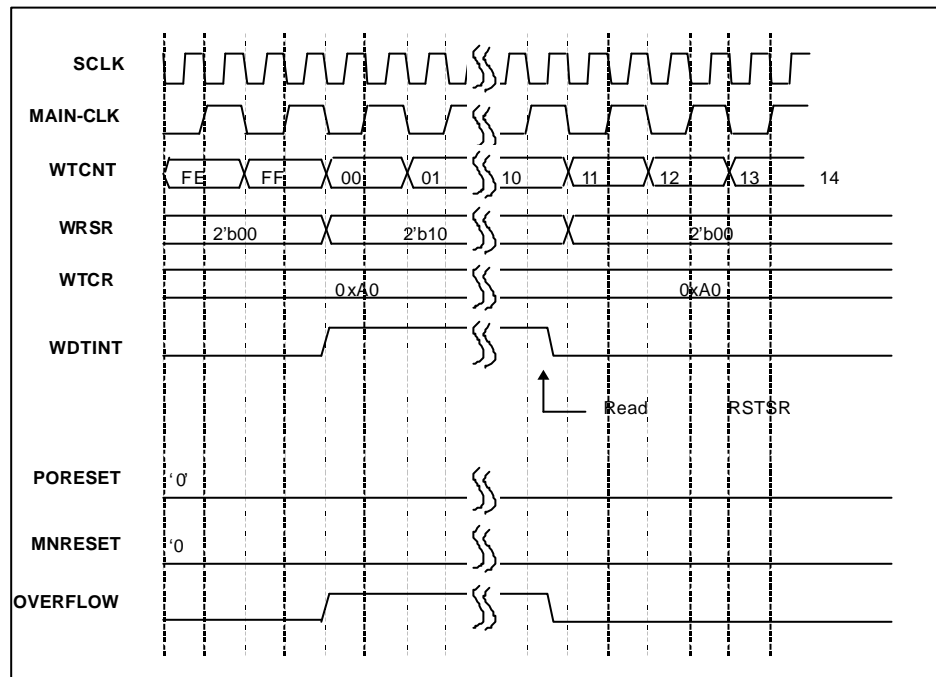 SCLK
MAIN-CLK
WTCNT FE FF 00 01 10 11 12 13 14
WRSR 2'b00 2'b10 2'b00
WTCR 0xA0 0xA0
WDTINT
Read RSTSR
PORESET '0'
MNRESET '0
OVERFLOW